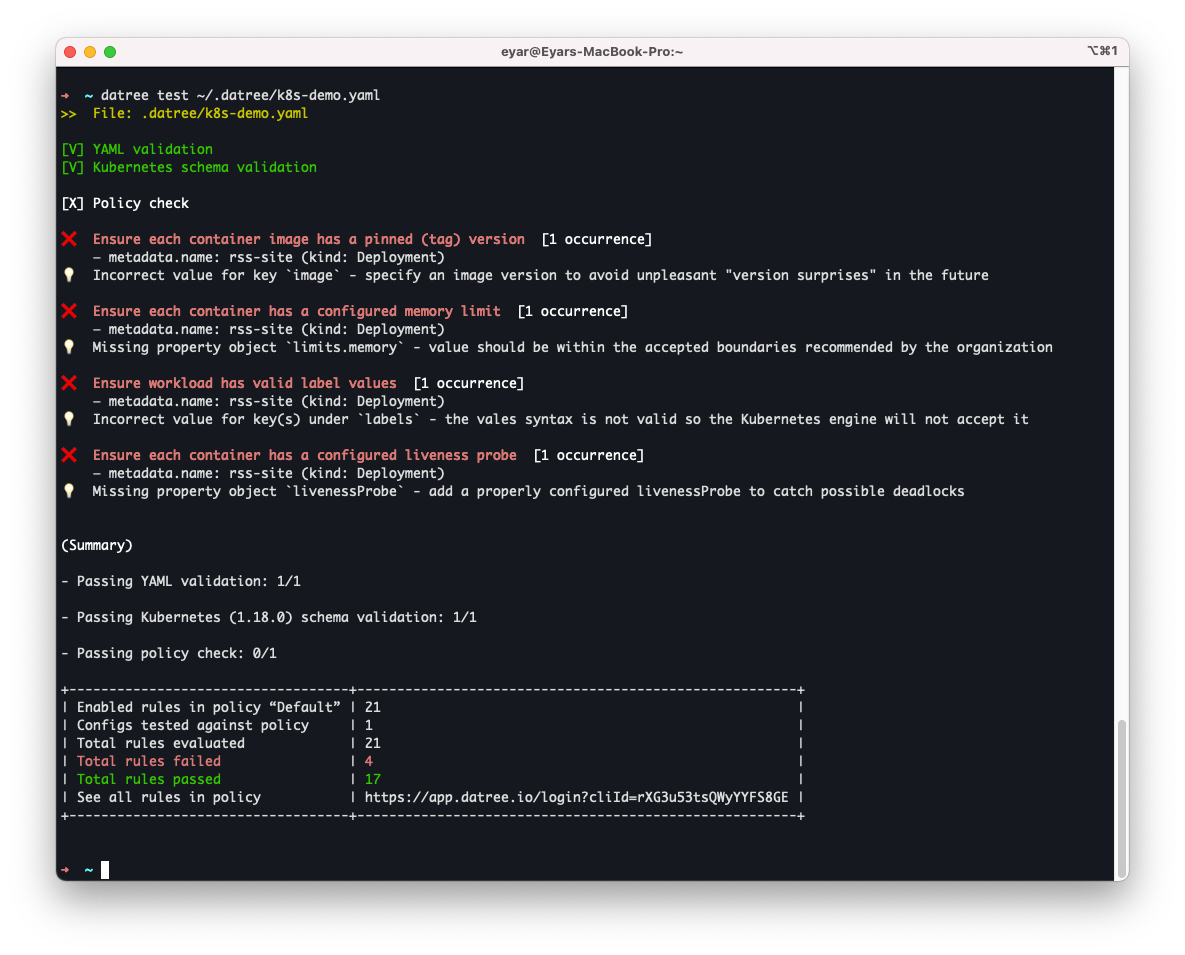 eyar@Eyars-MacBook-Pro:~
⌥⌘1
➜  ~ datree test ~/.datree/k8s-demo.yaml
>>  File: .datree/k8s-demo.yaml
[V] YAML validation
[V] Kubernetes schema validation
[X] Policy check
❌  Ensure each container image has a pinned (tag) version  [1 occurrence]
    — metadata.name: rss-site (kind: Deployment)
💡  Incorrect value for key `image` - specify an image version to avoid unpleasant "version surprises" in the future
❌  Ensure each container has a configured memory limit  [1 occurrence]
    — metadata.name: rss-site (kind: Deployment)
💡  Missing property object `limits.memory` - value should be within the accepted boundaries recommended by the organization
❌  Ensure workload has valid label values  [1 occurrence]
    — metadata.name: rss-site (kind: Deployment)
💡  Incorrect value for key(s) under `labels` - the vales syntax is not valid so the Kubernetes engine will not accept it
❌  Ensure each container has a configured liveness probe  [1 occurrence]
    — metadata.name: rss-site (kind: Deployment)
💡  Missing property object `livenessProbe` - add a properly configured livenessProbe to catch possible deadlocks
(Summary)
- Passing YAML validation: 1/1
- Passing Kubernetes (1.18.0) schema validation: 1/1
- Passing policy check: 0/1
+-----------------------------------+-------------------------------------------------------+
| Enabled rules in policy “Default” | 21                                                    |
| Configs tested against policy     | 1                                                     |
| Total rules evaluated             | 21                                                    |
| Total rules failed                | 4                                                     |
| Total rules passed                | 17                                                    |
| See all rules in policy           | https://app.datree.io/login?cliId=rXG3u53tsQWyYYFS8GE |
+-----------------------------------+-------------------------------------------------------+
➜  ~